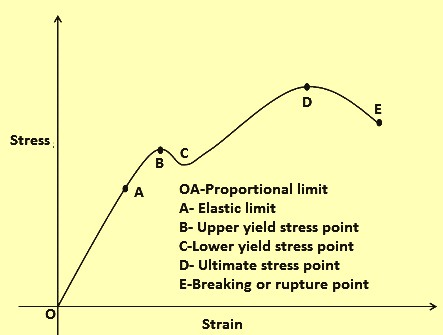 D
E
B
C
Stress
A
OA-Proportional limit
A- Elastic limit
B- Upper yield stress point
C-Lower yield stress point
D- Ultimate stress point
E-Breaking or rupture point
O
Strain